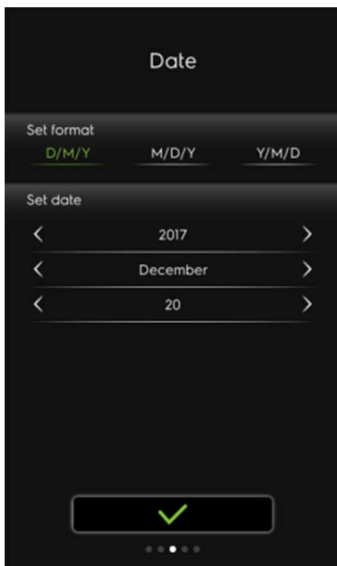 Date
Set format
D/M/Y M/D/Y Y/M/D
Set date
2017
December
20